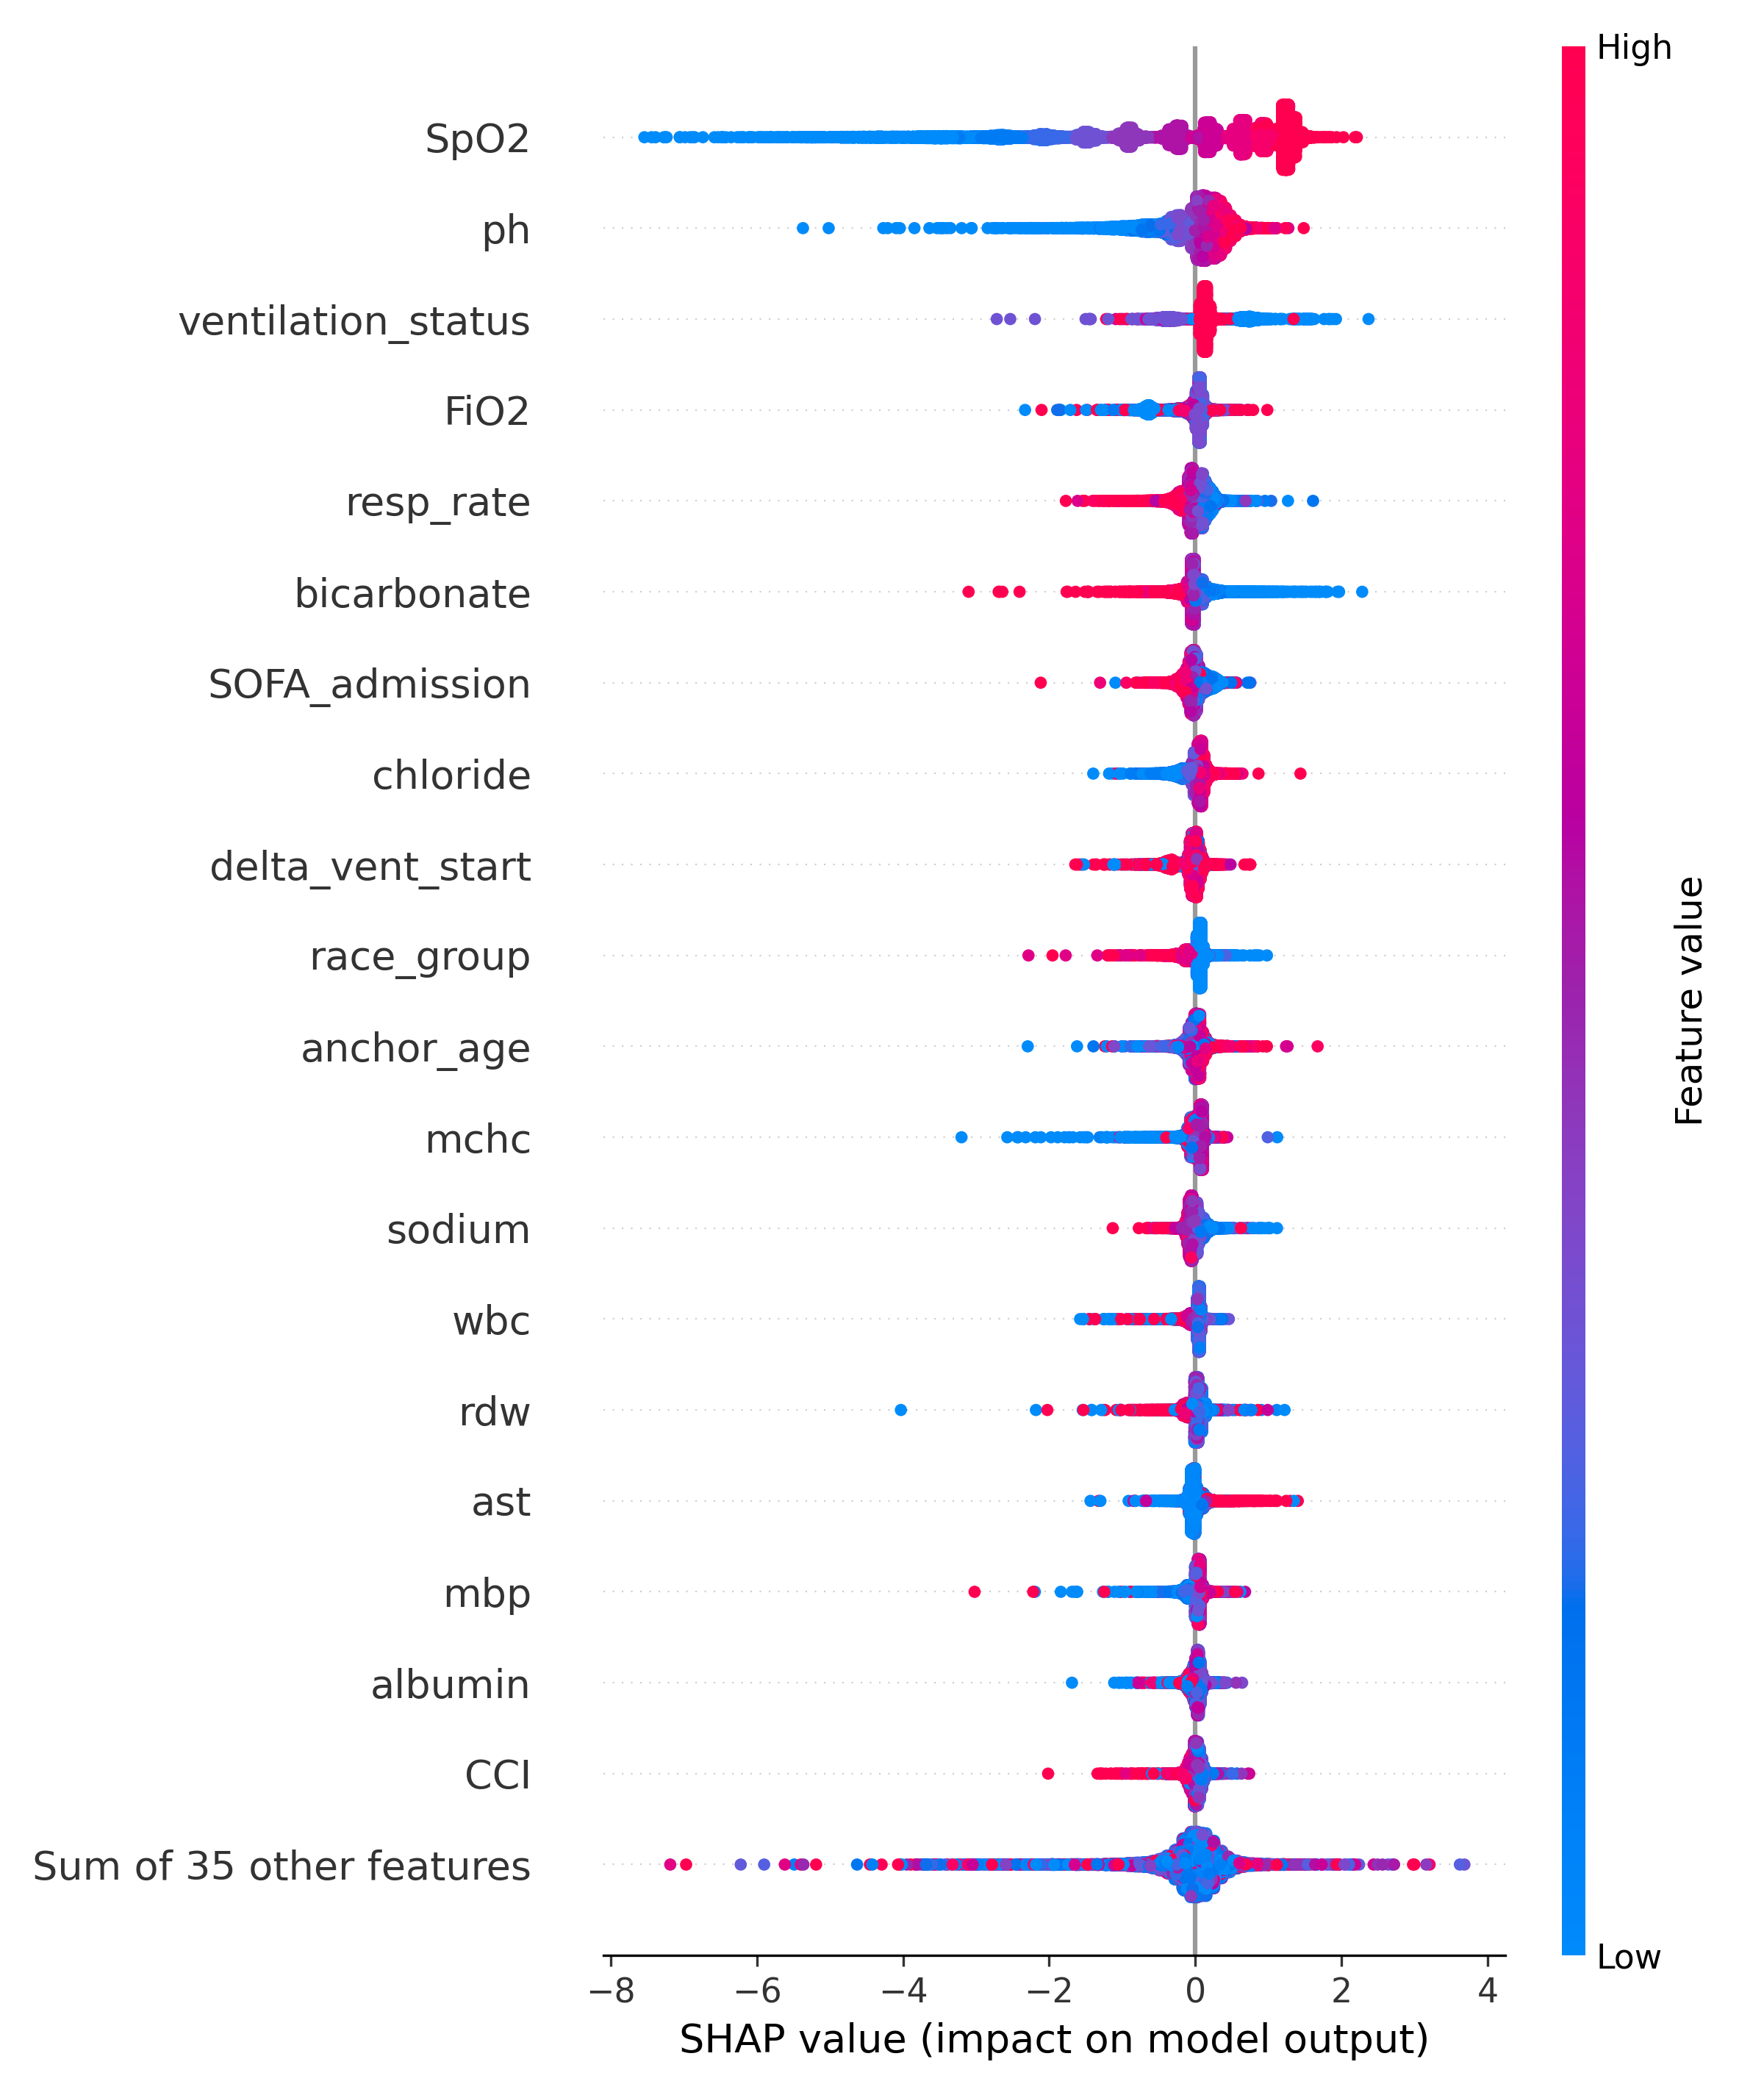 High
SpO2
ph
ventilation_status
FiO2
resp_rate
bicarbonate
SOFA_admission
chloride
delta_vent_start
race_group
anchor_age
mchc
sodium
wbc
rdw
ast
mbp
albumin
CCI
Sum of 35 other features
Feature value
Low
−8 −6 −4 −2 0 2 4
SHAP value (impact on model output)